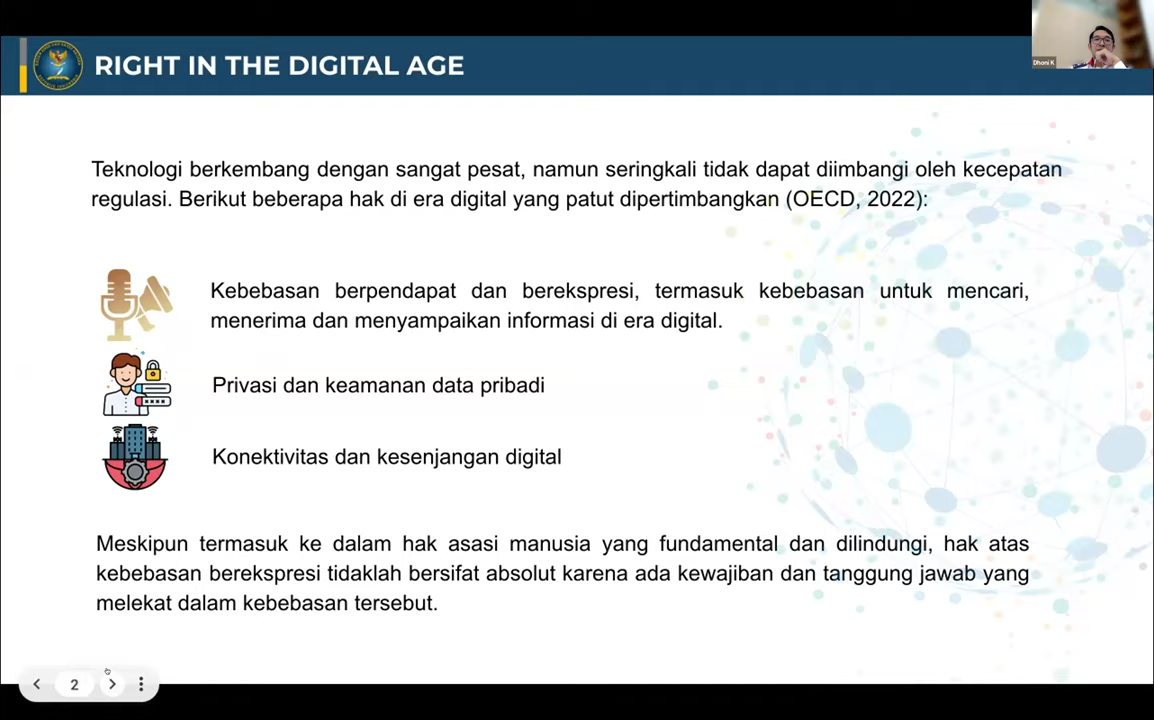 RIGHT IN THE DIGITAL AGE
Dhoni K
Teknologi berkembang dengan sangat pesat, namun seringkali tidak dapat diimbangi oleh kecepatan
regulasi. Berikut beberapa hak di era digital yang patut dipertimbangkan (OECD, 2022):
Kebebasan berpendapat dan berekspresi, termasuk kebebasan untuk mencari,
menerima dan menyampaikan informasi di era digital.
Privasi dan keamanan data pribadi
Konektivitas dan kesenjangan digital
Meskipun termasuk ke dalam hak asasi manusia yang fundamental dan dilindungi, hak atas
kebebasan berekspresi tidaklah bersifat absolut karena ada kewajiban dan tanggung jawab yang
melekat dalam kebebasan tersebut.
2